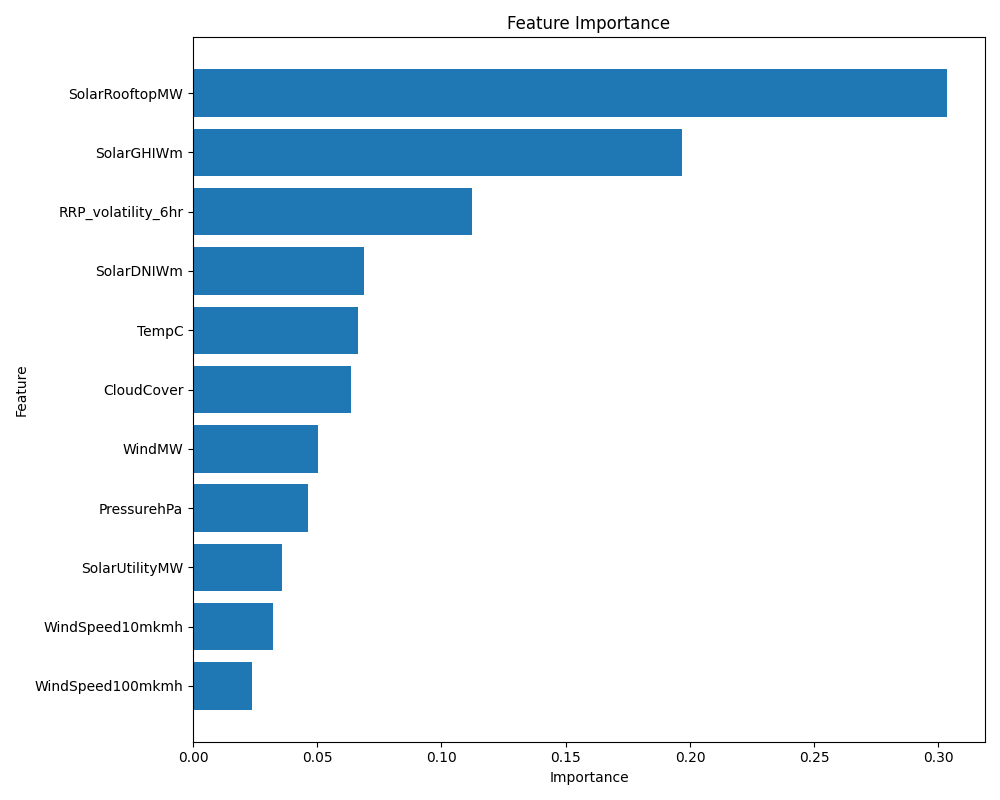 Feature Importance
SolarRooftopMW
SolarGHIWm
RRP_volatility_6hr
SolarDNIWm
TempC
CloudCover
WindMW
PressurehPa
SolarUtilityMW
WindSpeed10mkmh
WindSpeed100mkmh
Feature
0.00 0.05 0.10 0.15 0.20 0.25 0.30
Importance